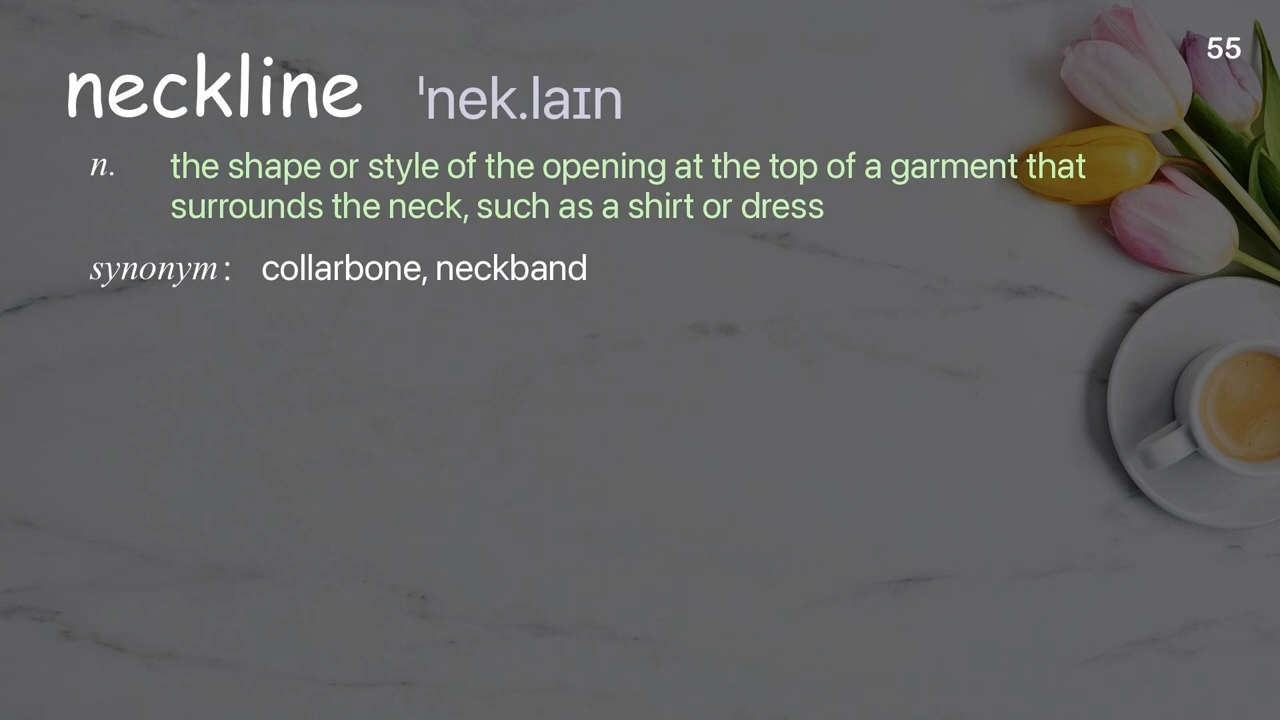 55
neckline ˈnek.laɪn
n. the shape or style of the opening at the top of a garment that
surrounds the neck, such as a shirt or dress
synonym: collarbone, neckband